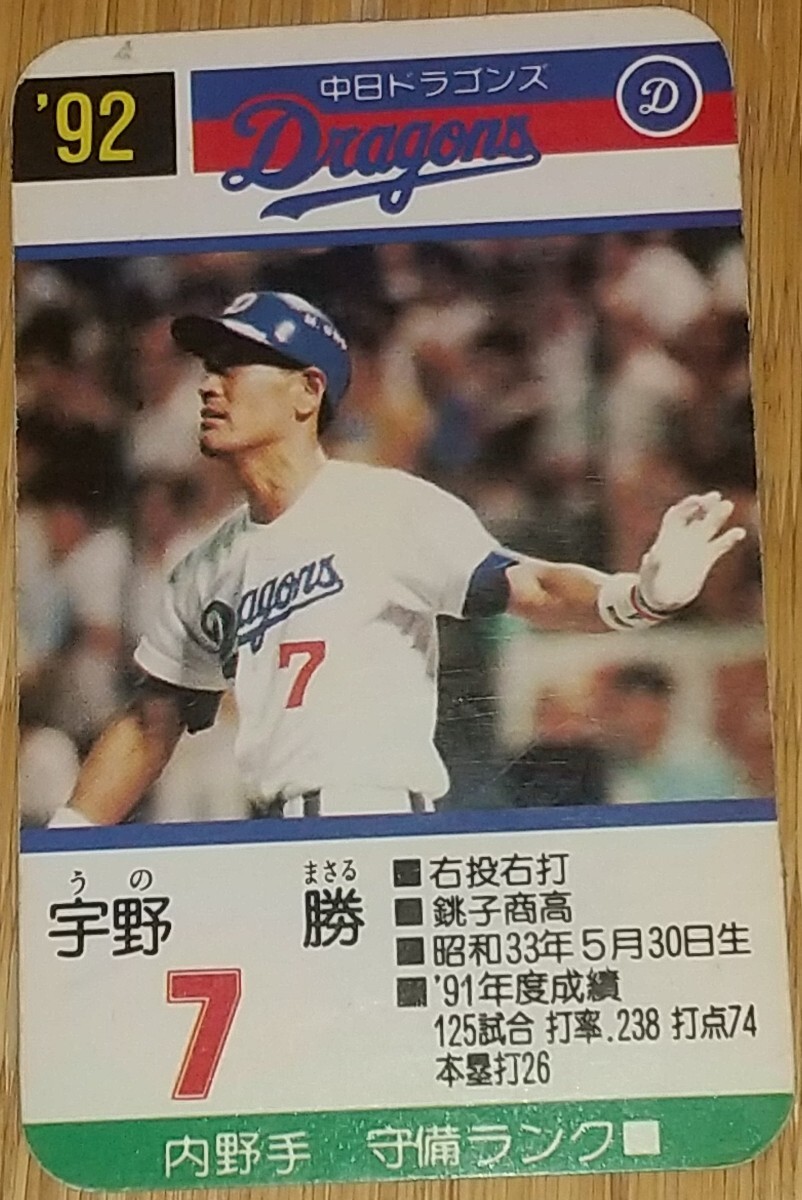 '92
中日ドラゴンズ
Dragons
D
Dragons
7
うの まさる
宇野 勝
7
■右投右打
■銚子商高
■昭和33年5月30日生
■'91年度成績
125試合 打率.238 打点74
本塁打26
内野手 守備ランク■